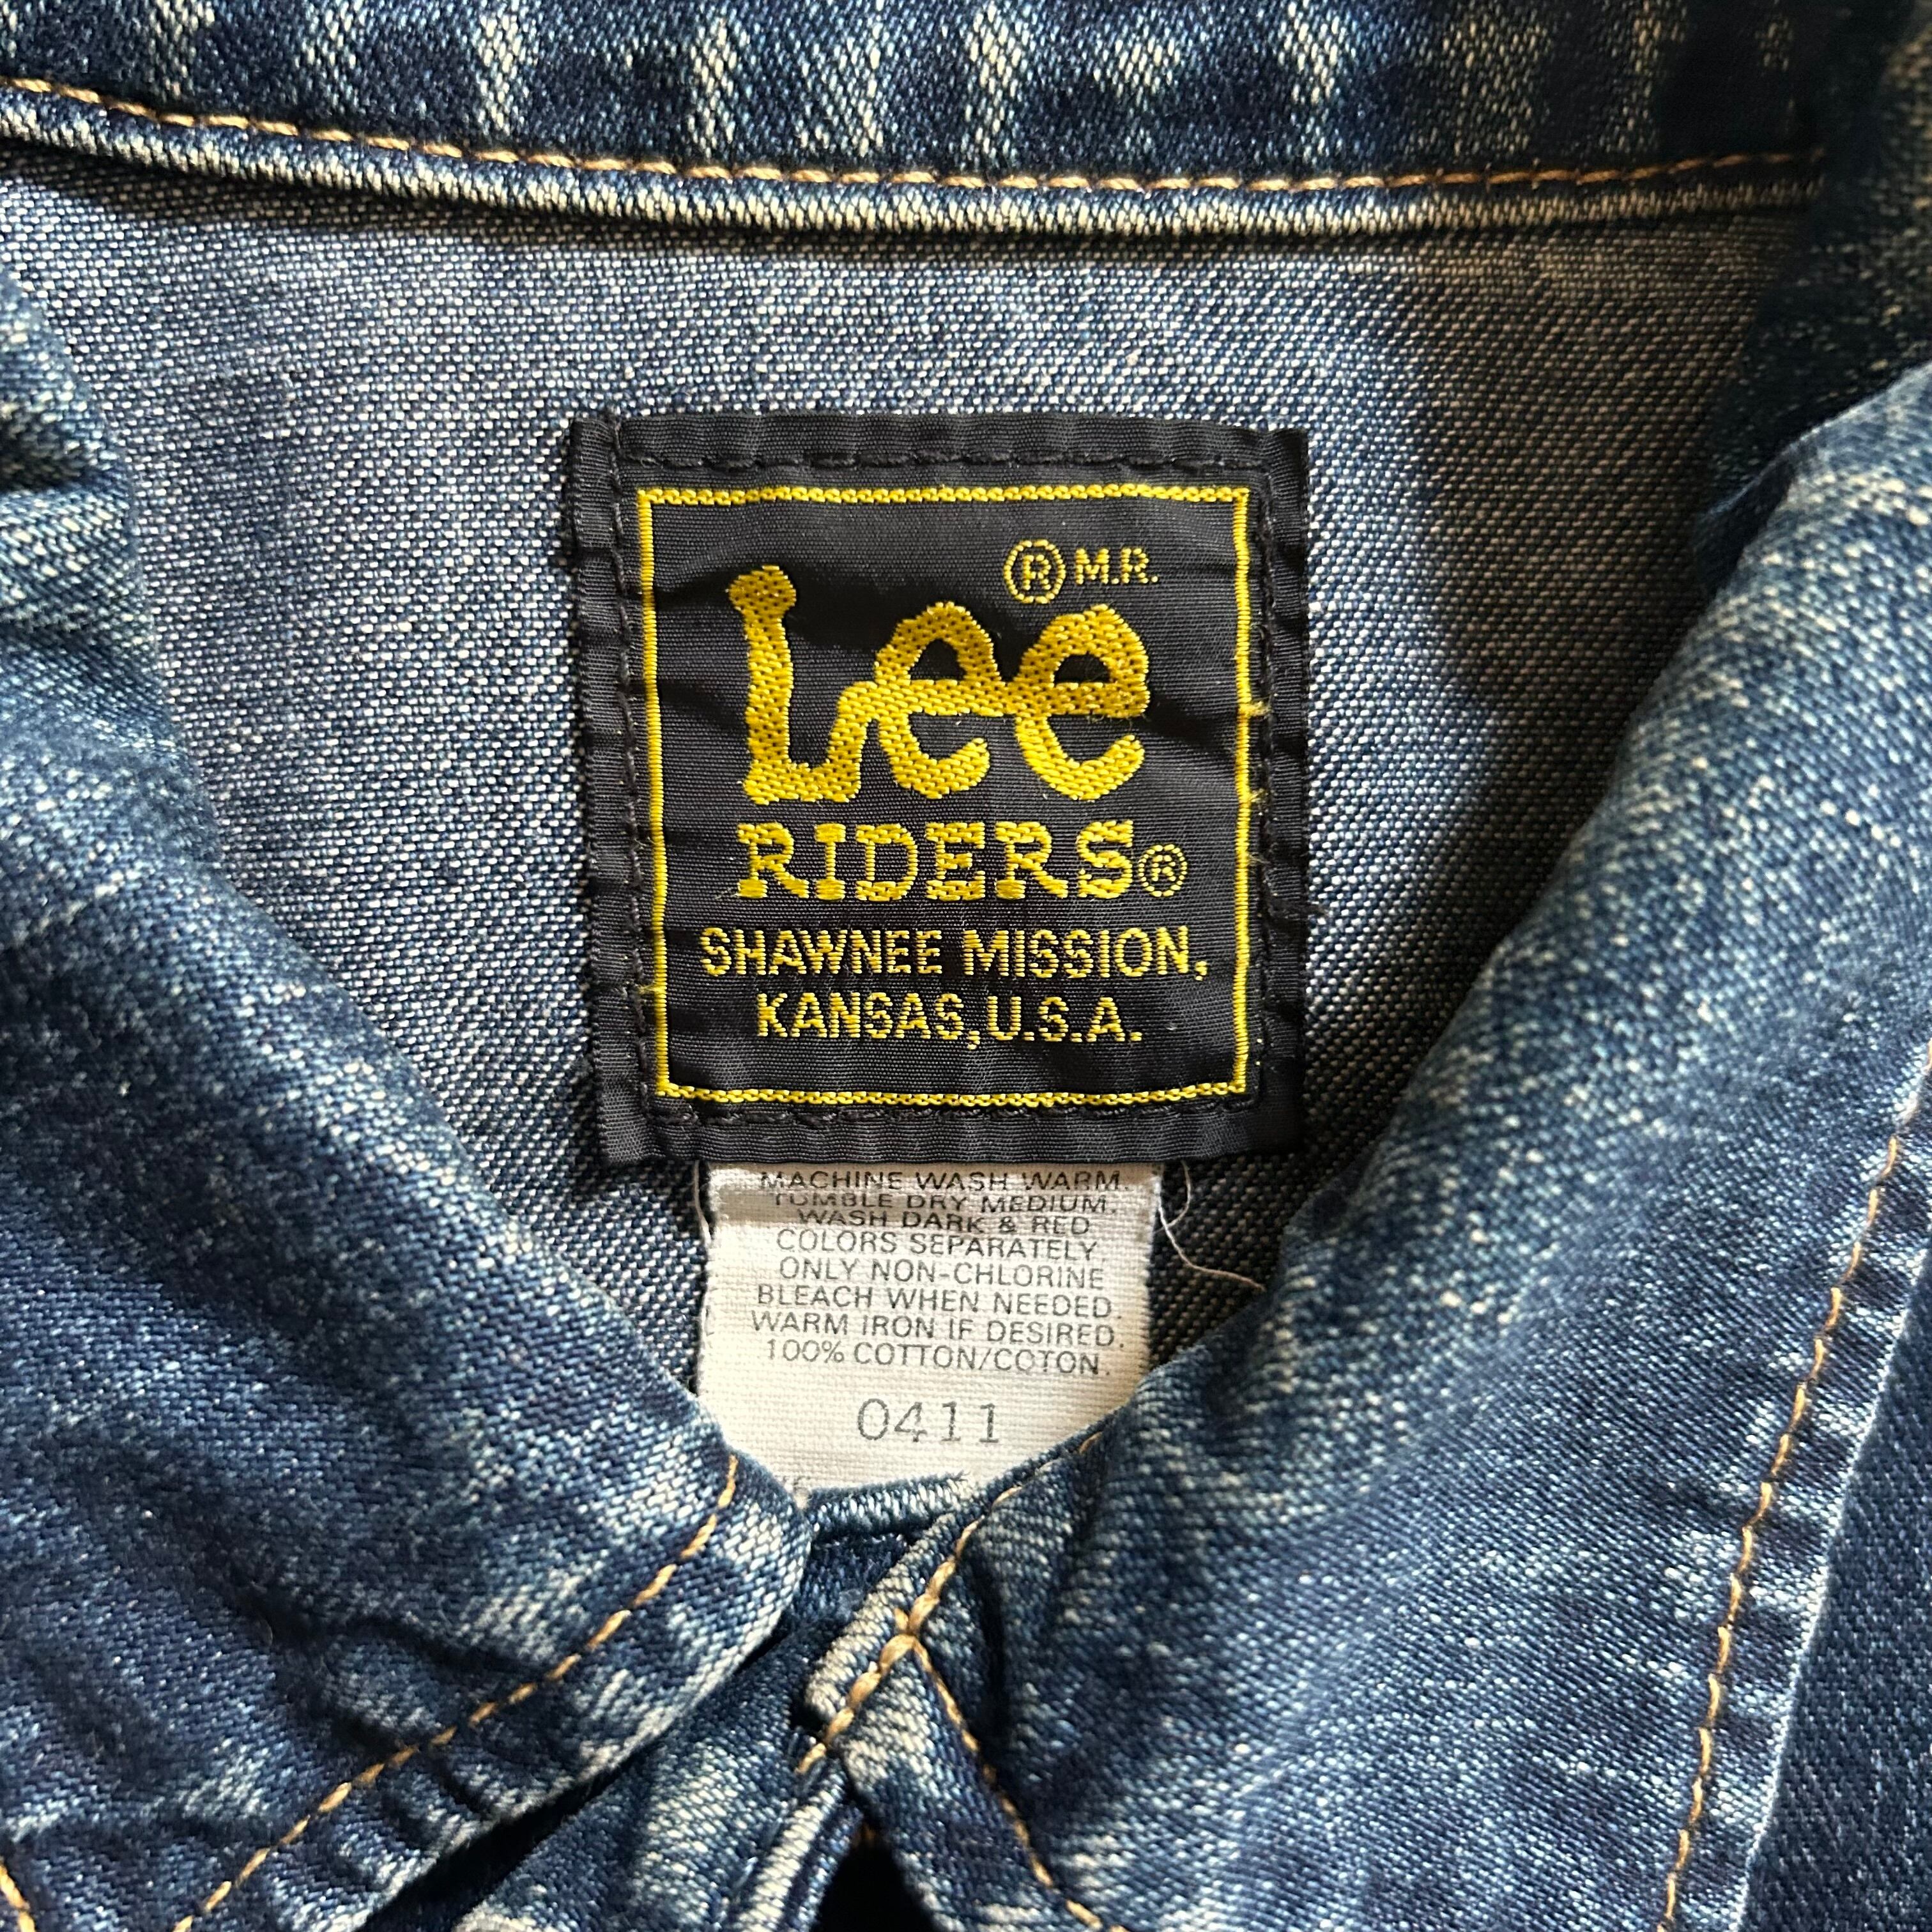 ® M.R.
Lee
RIDERS®
SHAWNEE MISSION,
KANSAS, U.S.A.
MACHINE WASH WARM.
TUMBLE DRY MEDIUM.
WASH DARK & RED
COLORS SEPARATELY.
ONLY NON-CHLORINE
BLEACH WHEN NEEDED.
WARM IRON IF DESIRED.
100% COTTON/COTON.
0411